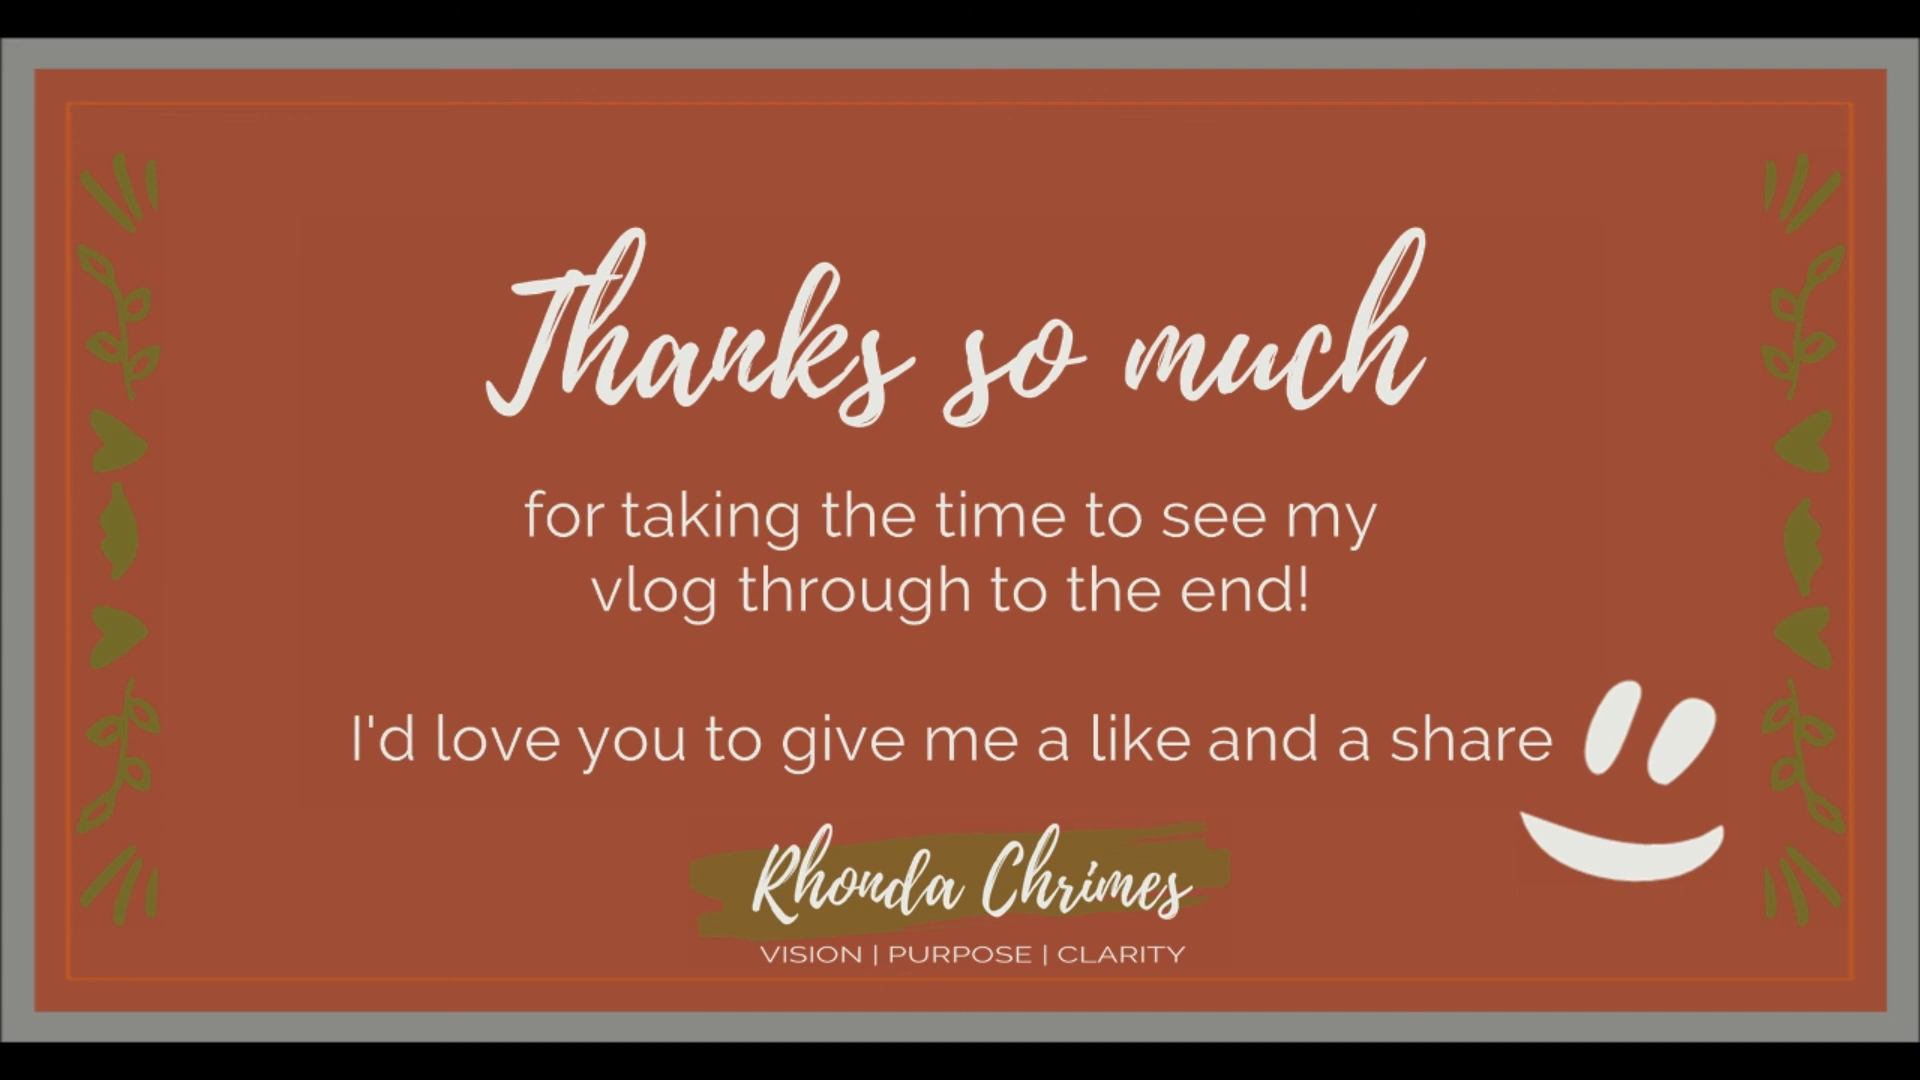 Thanks so much
for taking the time to see my
vlog through to the end!
I'd love you to give me a like and a share
Rhonda Chrimes
VISION | PURPOSE | CLARITY